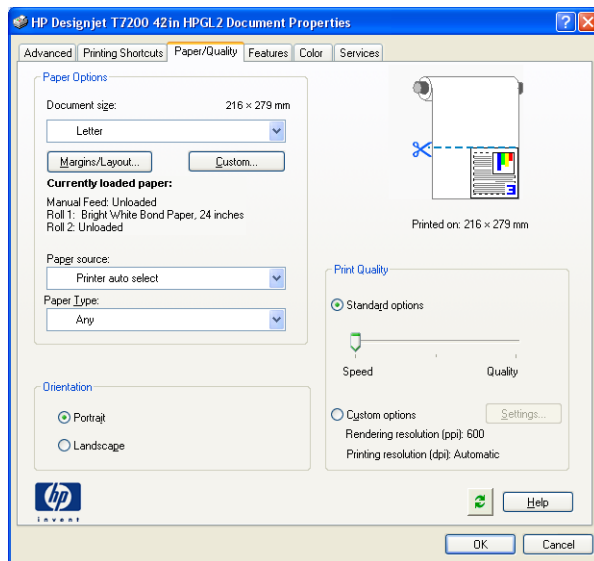 HP Designjet T7200 42in HPGL2 Document Properties
Advanced Printing Shortcuts Paper/Quality Features Color Services
Paper Options
Document size: 216 × 279 mm
Letter
Margins/Layout... Custom...
Currently loaded paper:
Manual Feed: Unloaded
Roll 1: Bright White Bond Paper, 24 inches
Roll 2: Unloaded
Paper source:
Printer auto select
Paper Type:
Any
Orientation
Portrait
Landscape
3
Printed on: 216 × 279 mm
Print Quality
Standard options
Speed Quality
Custom options Settings...
Rendering resolution (ppi): 600
Printing resolution (dpi): Automatic
hp
invent
Help
OK Cancel